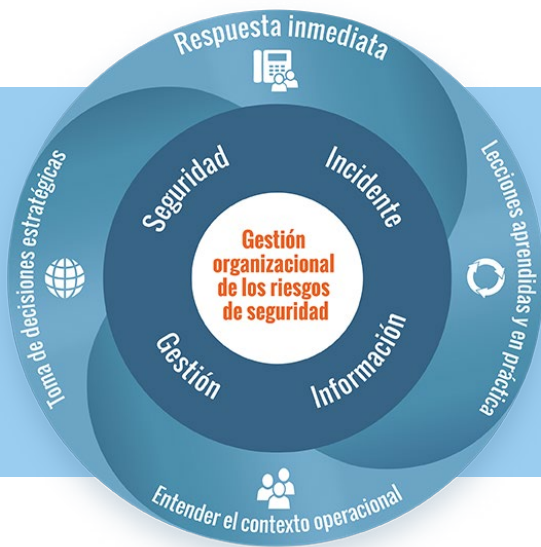 Respuesta inmediata
Lecciones aprendidas y en práctica
Entender el contexto operacional
Toma de decisiones estratégicas
Seguridad
Incidente
Información
Gestión
Gestión
organizacional
de los riesgos
de seguridad